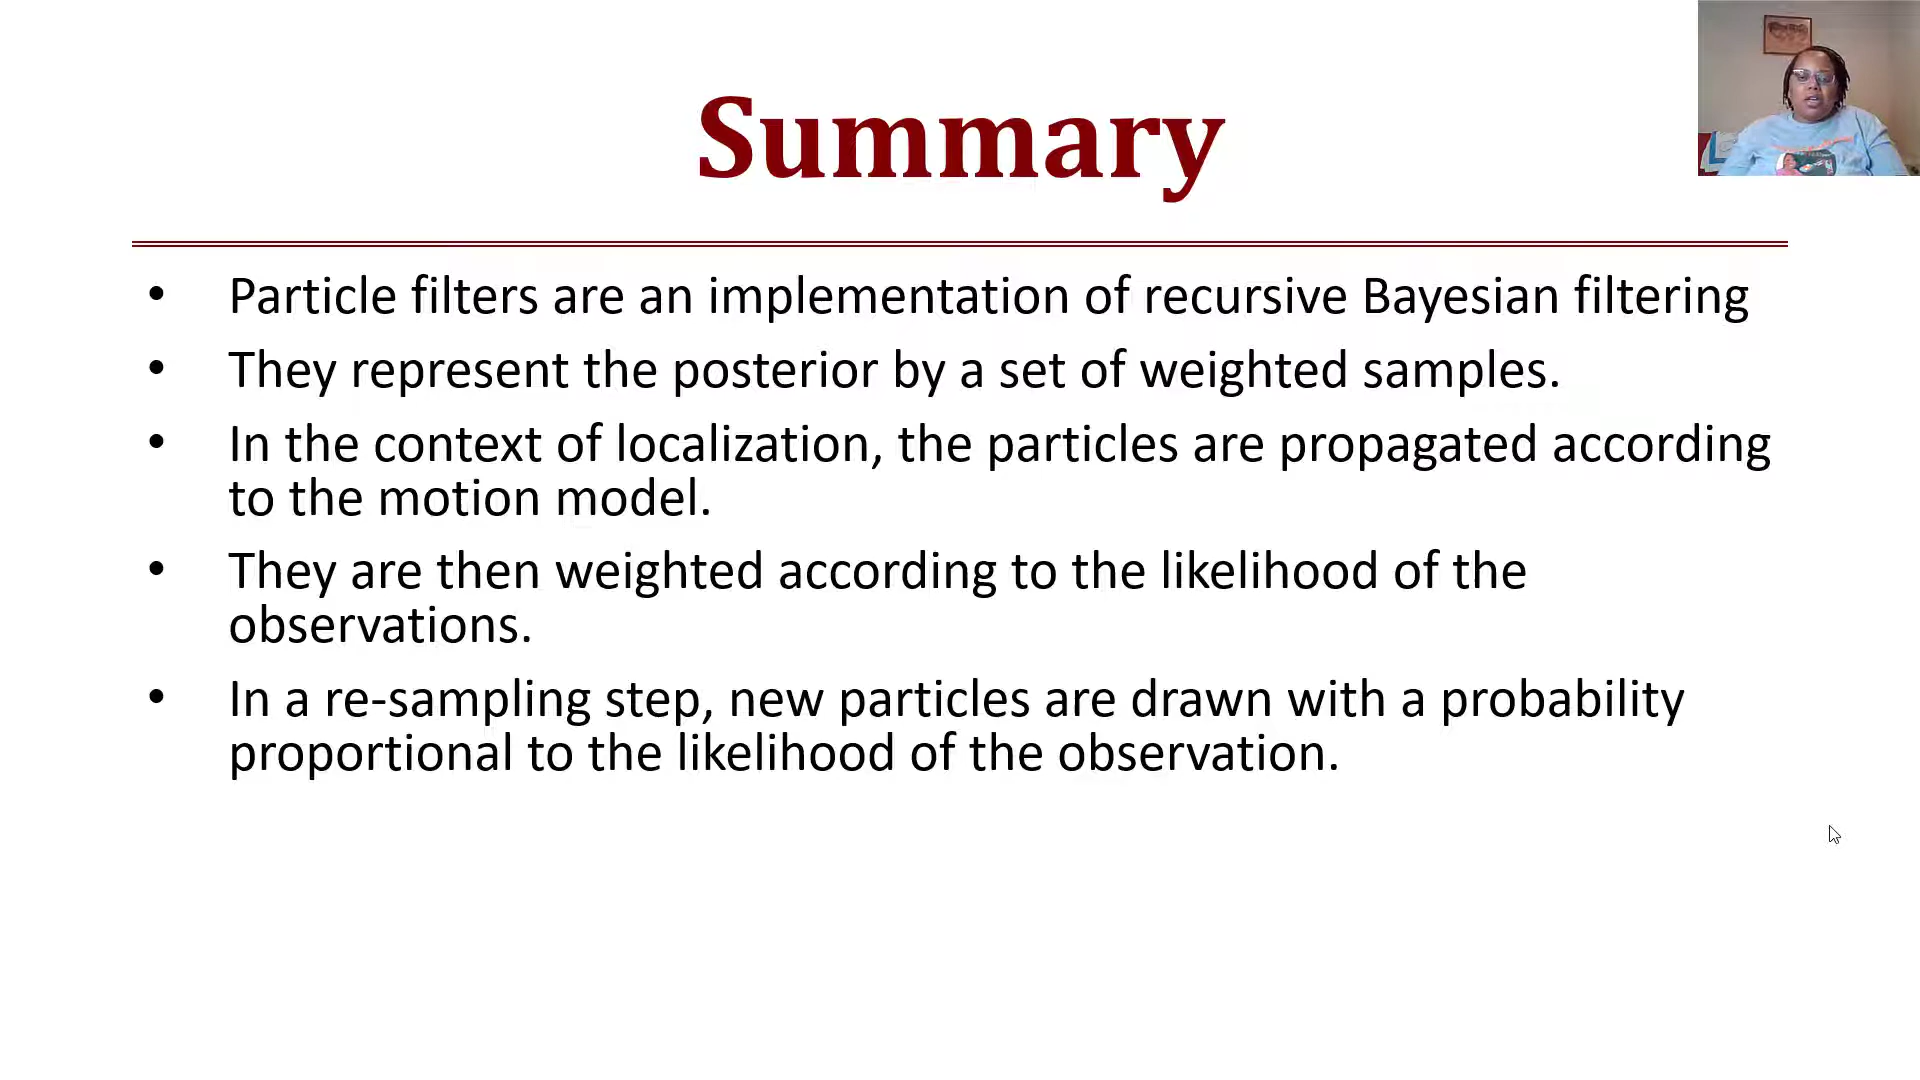 Summary
• Particle filters are an implementation of recursive Bayesian filtering
• They represent the posterior by a set of weighted samples.
• In the context of localization, the particles are propagated according
to the motion model.
• They are then weighted according to the likelihood of the
observations.
• In a re-sampling step, new particles are drawn with a probability
proportional to the likelihood of the observation.